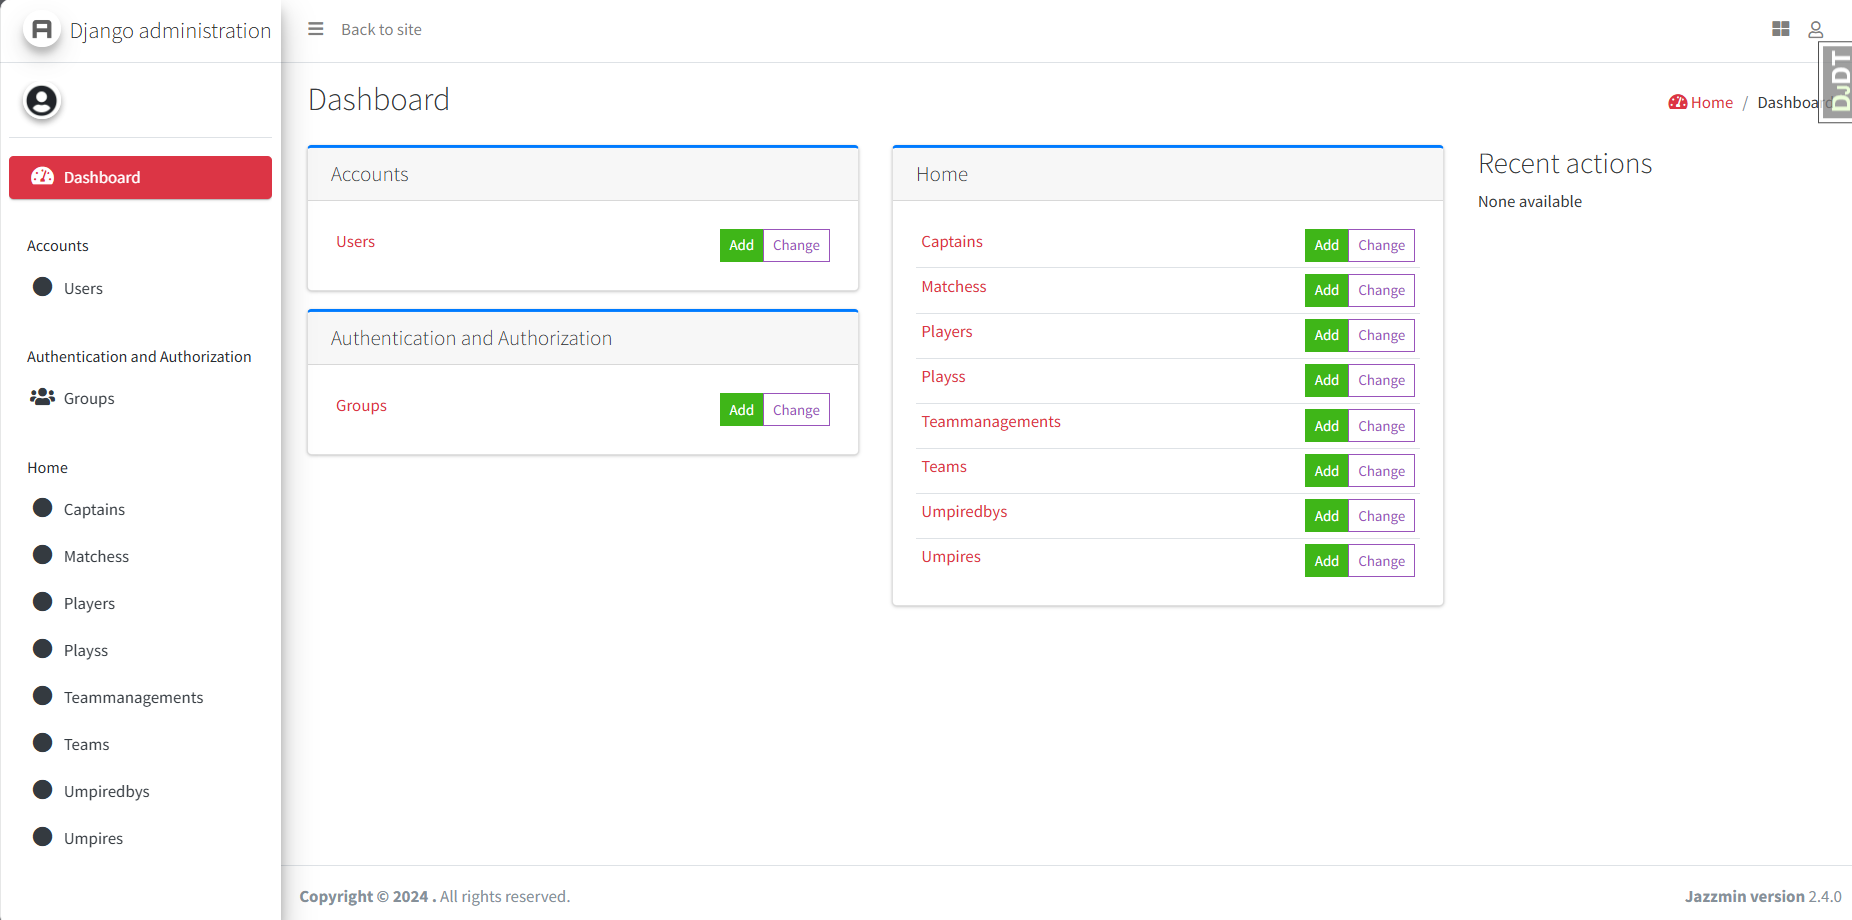 Django administration
Back to site
DJDT
Dashboard
Home / Dashboar
Dashboard
Accounts
Users
Authentication and Authorization
Groups
Home
Captains
Matchess
Players
Playss
Teammanagements
Teams
Umpiredbys
Umpires
Accounts
Users Add Change
Authentication and Authorization
Groups Add Change
Home
Captains Add Change
Matchess Add Change
Players Add Change
Playss Add Change
Teammanagements Add Change
Teams Add Change
Umpiredbys Add Change
Umpires Add Change
Recent actions
None available
Copyright © 2024 . All rights reserved.
Jazzmin version 2.4.0